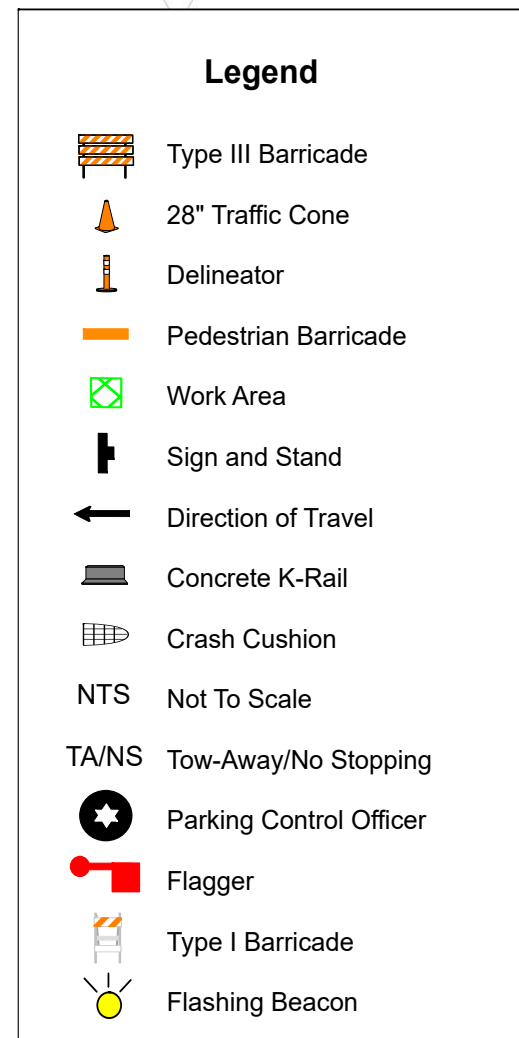 Legend
Type III Barricade
28" Traffic Cone
Delineator
Pedestrian Barricade
Work Area
Sign and Stand
Direction of Travel
Concrete K-Rail
Crash Cushion
NTS Not To Scale
TA/NS Tow-Away/No Stopping
Parking Control Officer
Flagger
Type I Barricade
Flashing Beacon